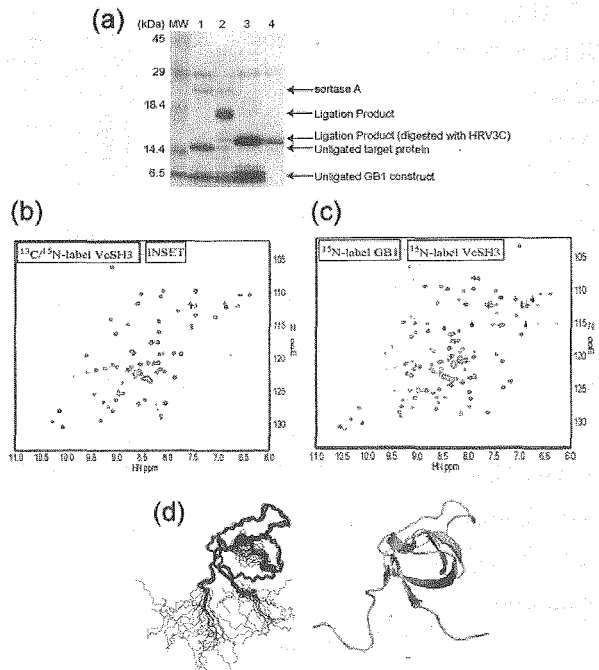 (a)
(kDa) MW 1 2 3 4
45
29
sortase A
18.4
Ligation Product
Ligation Product (digested with HRV3C)
14.4
Unligated target protein
6.5
Unligated GB1 construct
(b)
(c)
13C/15N-label VcSH3 INSET
15N-label GB1 15N-label VcSH3
105
110
115
120
125
130
11.0 10.5 10.0 9.5 9.0 8.5 8.0 7.5 7.0 6.5 6.0
HN ppm
105
110
115
120
125
130
11.0 10.5 10.0 9.5 9.0 8.5 8.0 7.5 7.0 6.5 6.0
HN ppm
(d)